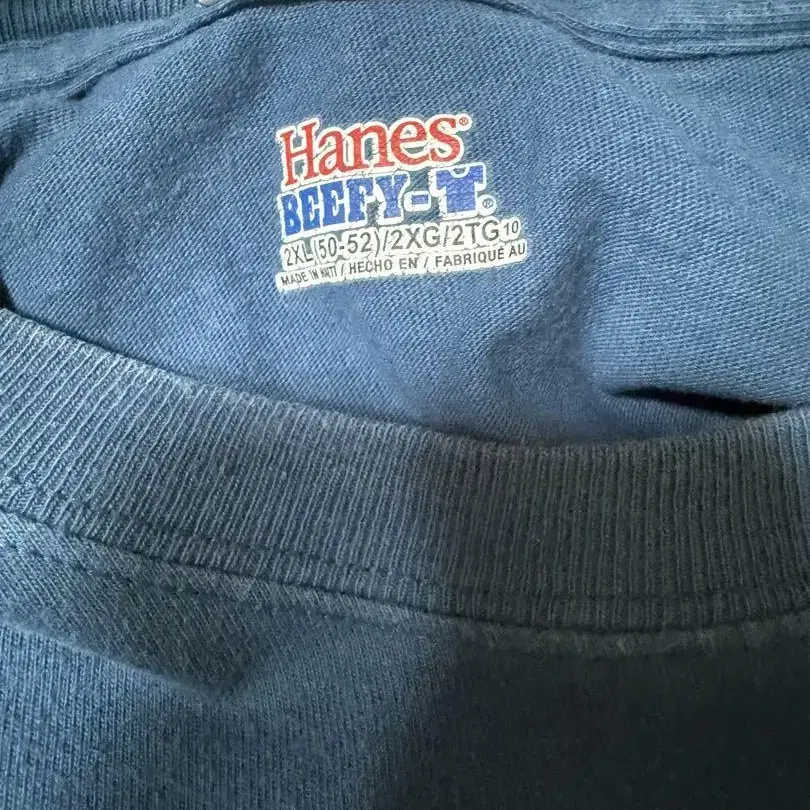 Hanes®
BEEFY-T®
2XL(50-52)/2XG/2TG 10
MADE IN HAITI / HECHO EN / FABRIQUÉ AU